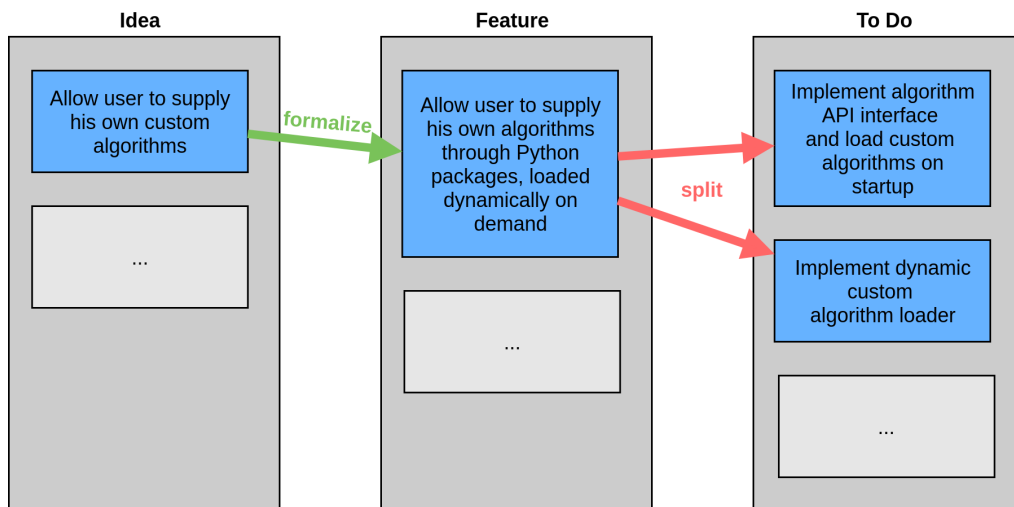 Idea
Feature
To Do
Allow user to supply
his own custom
algorithms
...
formalize
Allow user to supply
his own algorithms
through Python
packages, loaded
dynamically on
demand
...
split
Implement algorithm
API interface
and load custom
algorithms on
startup
Implement dynamic
custom
algorithm loader
...